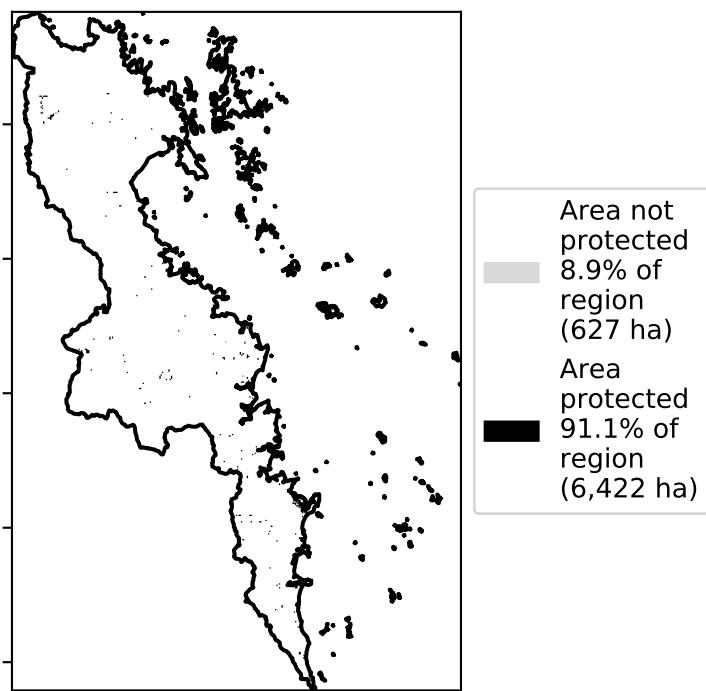 Area not
protected
8.9% of
region
(627 ha)
Area
protected
91.1% of
region
(6,422 ha)